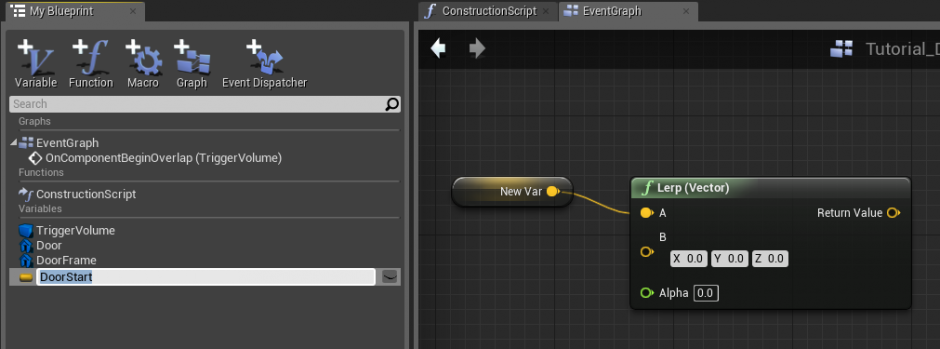 My Blueprint
Variable Function Macro Graph Event Dispatcher
Search
Graphs
EventGraph
OnComponentBeginOverlap (TriggerVolume)
Functions
ConstructionScript
Variables
TriggerVolume
Door
DoorFrame
DoorStart
ConstructionScript EventGraph
Tutorial_D
New Var
Lerp (Vector)
A Return Value
B
X 0.0 Y 0.0 Z 0.0
Alpha 0.0